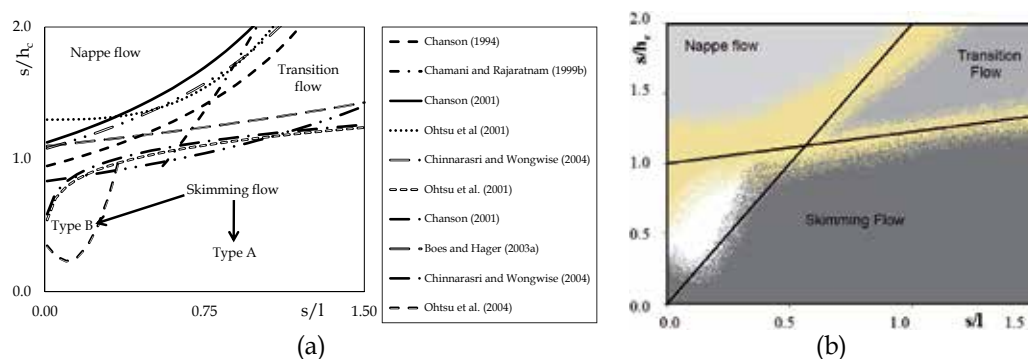 2.0
1.0
0.0
s/hc
Nappe flow
Transition
flow
Skimming flow
Type B
Type A
0.00
0.75
s/l
1.50
Chanson (1994)
Chamani and Rajaratnam (1999b)
Chanson (2001)
Ohtsu et al (2001)
Chinnarasri and Wongwise (2004)
Ohtsu et al. (2001)
Chanson (2001)
Boes and Hager (2003a)
Chinnarasri and Wongwise (2004)
Ohtsu et al. (2004)
(a)
2.0
s/hc
1.5
1.0
0.5
0.0
Nappe flow
Transition
Flow
Skimming Flow
0.0
0.5
1.0
s/l
1.5
(b)